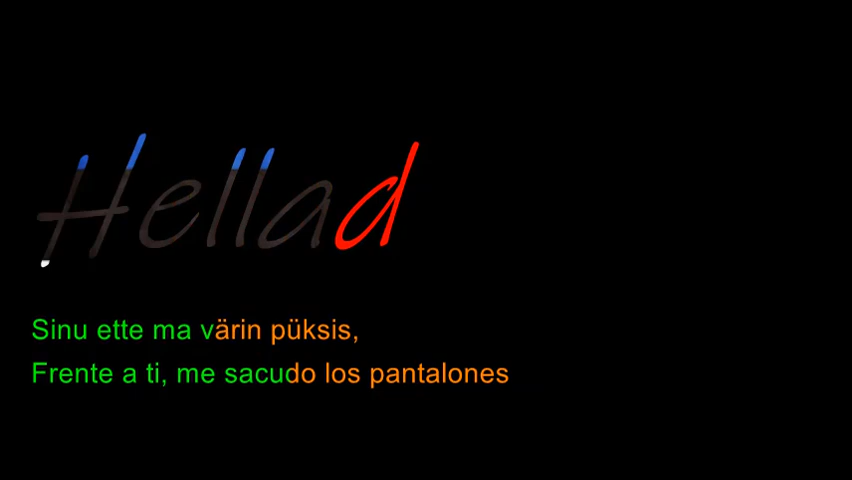 Hellad
Sinu ette ma värin püksis,
Frente a ti, me sacudo los pantalones